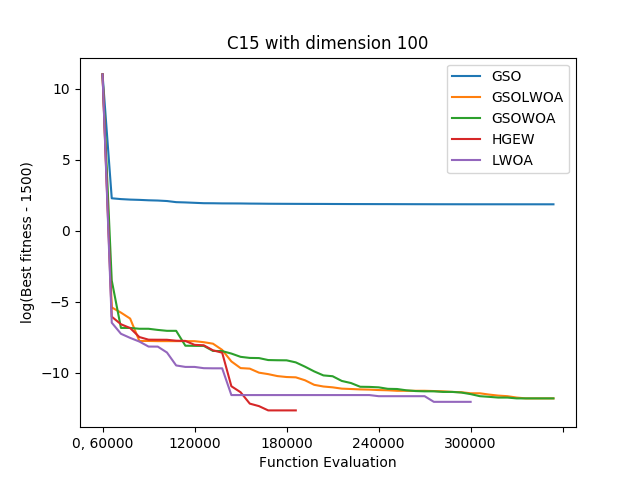 C15 with dimension 100
log(Best fitness - 1500)
10
5
0
−5
−10
GSO
GSOLWOA
GSOWOA
HGEW
LWOA
0, 60000 120000 180000 240000 300000
Function Evaluation